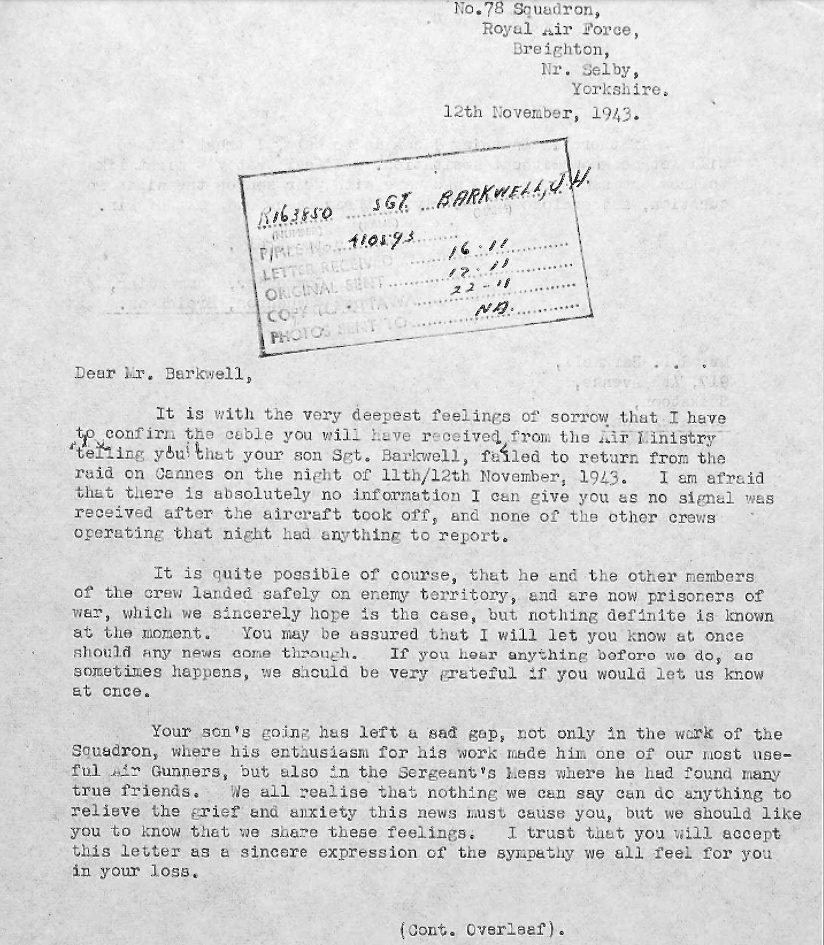 No.78 Squadron,
Royal Air Force,
Breighton,
Nr. Selby,
Yorkshire.
12th November, 1943.
R163850 SGT. BARKWELL, J H.
P/FILE No. 4105.93
LETTER RECEIVED 16-11
ORIGINAL SENT 17-11
COPY TO OTTAWA 22-11
PHOTOS SENT TO NA.
Dear Mr. Barkwell,
It is with the very deepest feelings of sorrow that I have
to confirm the cable you will have received from the Air Ministry
telling you that your son Sgt. Barkwell, failed to return from the
raid on Cannes on the night of 11th/12th November, 1943. I am afraid
that there is absolutely no information I can give you as no signal was
received after the aircraft took off, and none of the other crews
operating that night had anything to report.
It is quite possible of course, that he and the other members
of the crew landed safely on enemy territory, and are now prisoners of
war, which we sincerely hope is the case, but nothing definite is known
at the moment. You may be assured that I will let you know at once
should any news come through. If you hear anything before we do, as
sometimes happens, we should be very grateful if you would let us know
at once.
Your son's going has left a sad gap, not only in the work of the
Squadron, where his enthusiasm for his work made him one of our most use-
ful Air Gunners, but also in the Sergeant's Mess where he had found many
true friends. We all realise that nothing we can say can do anything to
relieve the grief and anxiety this news must cause you, but we should like
you to know that we share these feelings. I trust that you will accept
this letter as a sincere expression of the sympathy we all feel for you
in your loss.
(Cont. Overleaf).